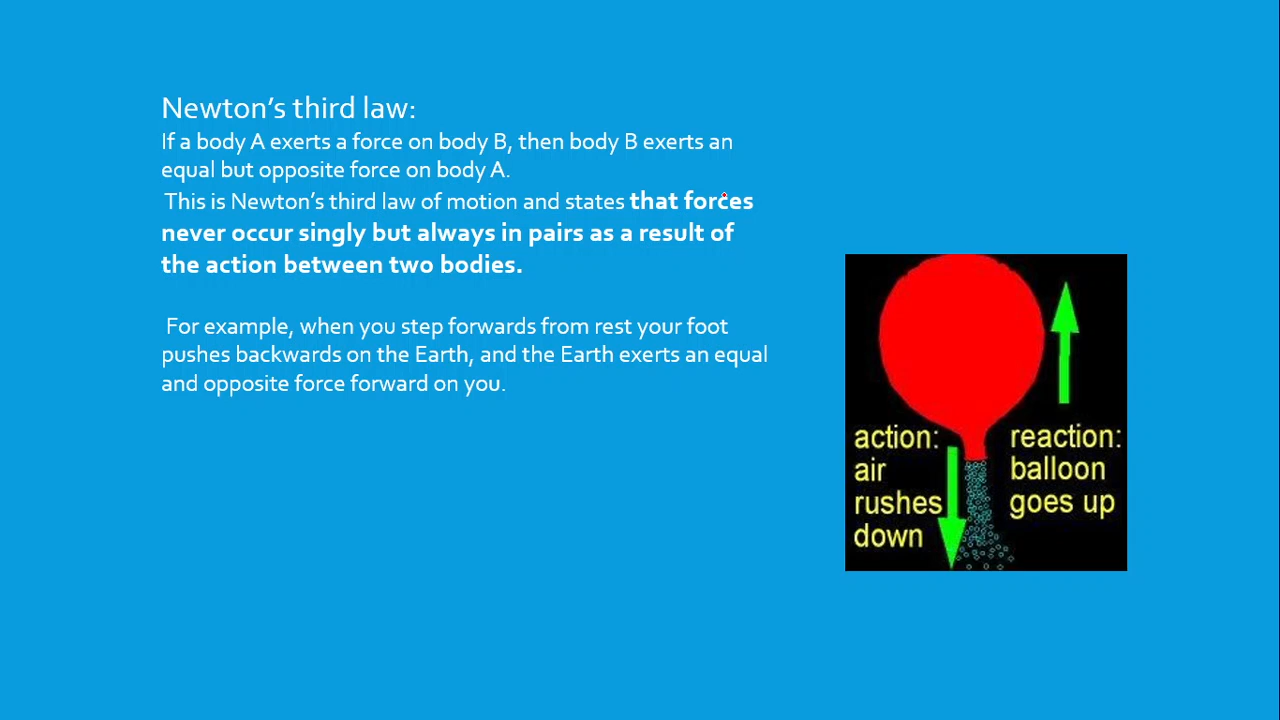 Newton’s third law:
If a body A exerts a force on body B, then body B exerts an
equal but opposite force on body A.
This is Newton’s third law of motion and states that forces
never occur singly but always in pairs as a result of
the action between two bodies.
For example, when you step forwards from rest your foot
pushes backwards on the Earth, and the Earth exerts an equal
and opposite force forward on you.
action:
air
rushes
down
reaction:
balloon
goes up